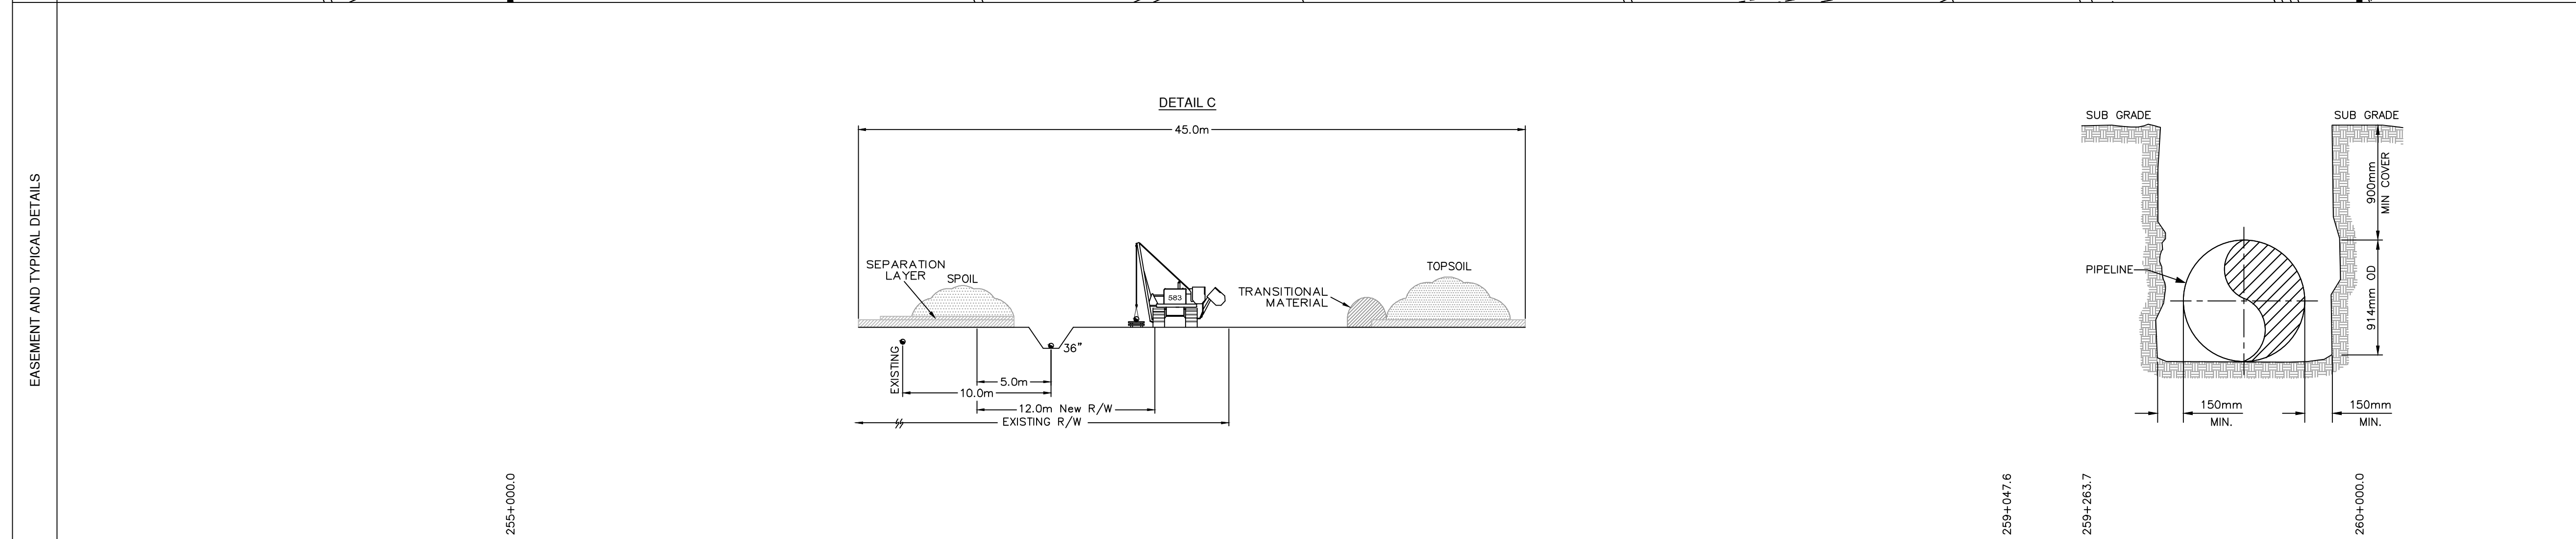 EASEMENT AND TYPICAL DETAILS
DETAIL C
45.0m
SEPARATION
LAYER
SPOIL
583
TRANSITIONAL
MATERIAL
TOPSOIL
EXISTING
36"
5.0m
10.0m
12.0m New R/W
EXISTING R/W
SUB GRADE
SUB GRADE
900mm
MIN COVER
PIPELINE
914mm OD
150mm
MIN.
150mm
MIN.
255+000.0
259+047.6
259+263.7
260+000.0